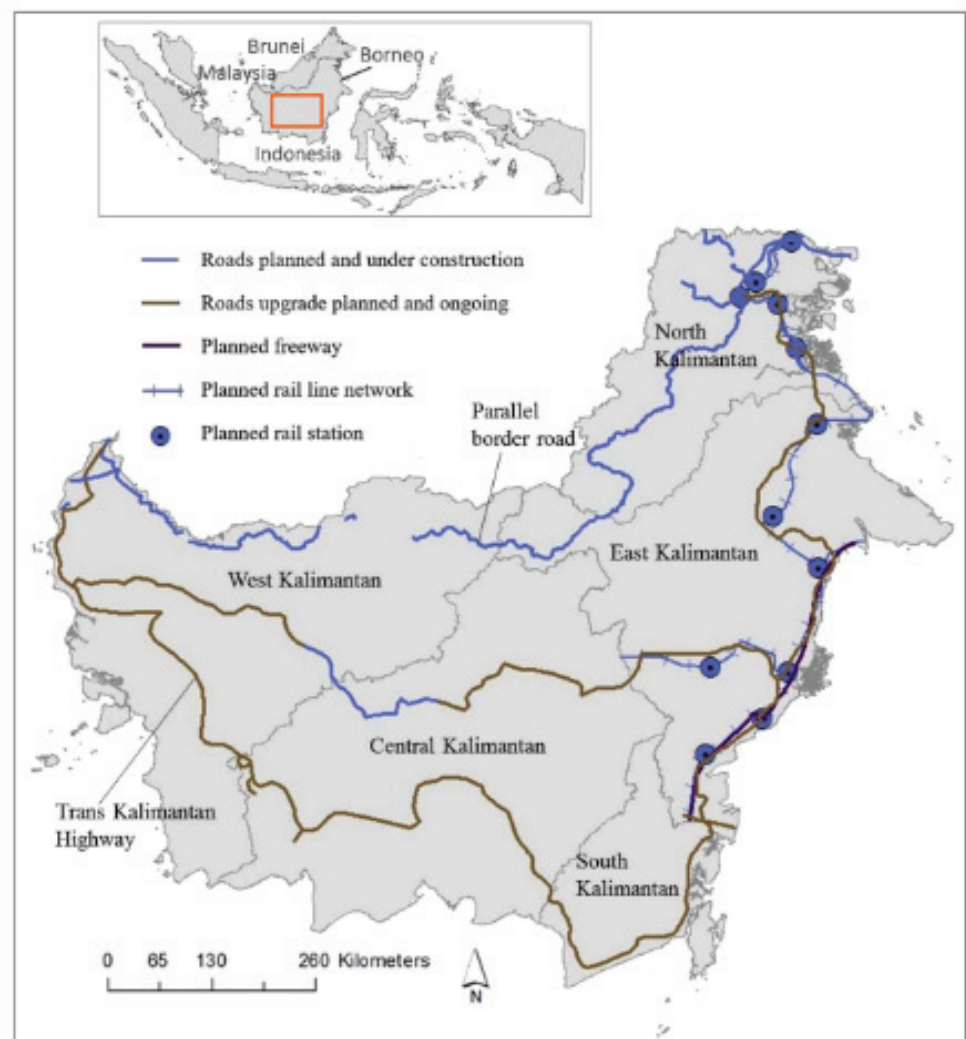 Brunei
Borneo
Malaysia
Indonesia
Roads planned and under construction
Roads upgrade planned and ongoing
Planned freeway
Planned rail line network
Planned rail station
North
Kalimantan
Parallel
border road
East Kalimantan
West Kalimantan
Central Kalimantan
Trans Kalimantan
Highway
South
Kalimantan
0 65 130 260 Kilometers
N